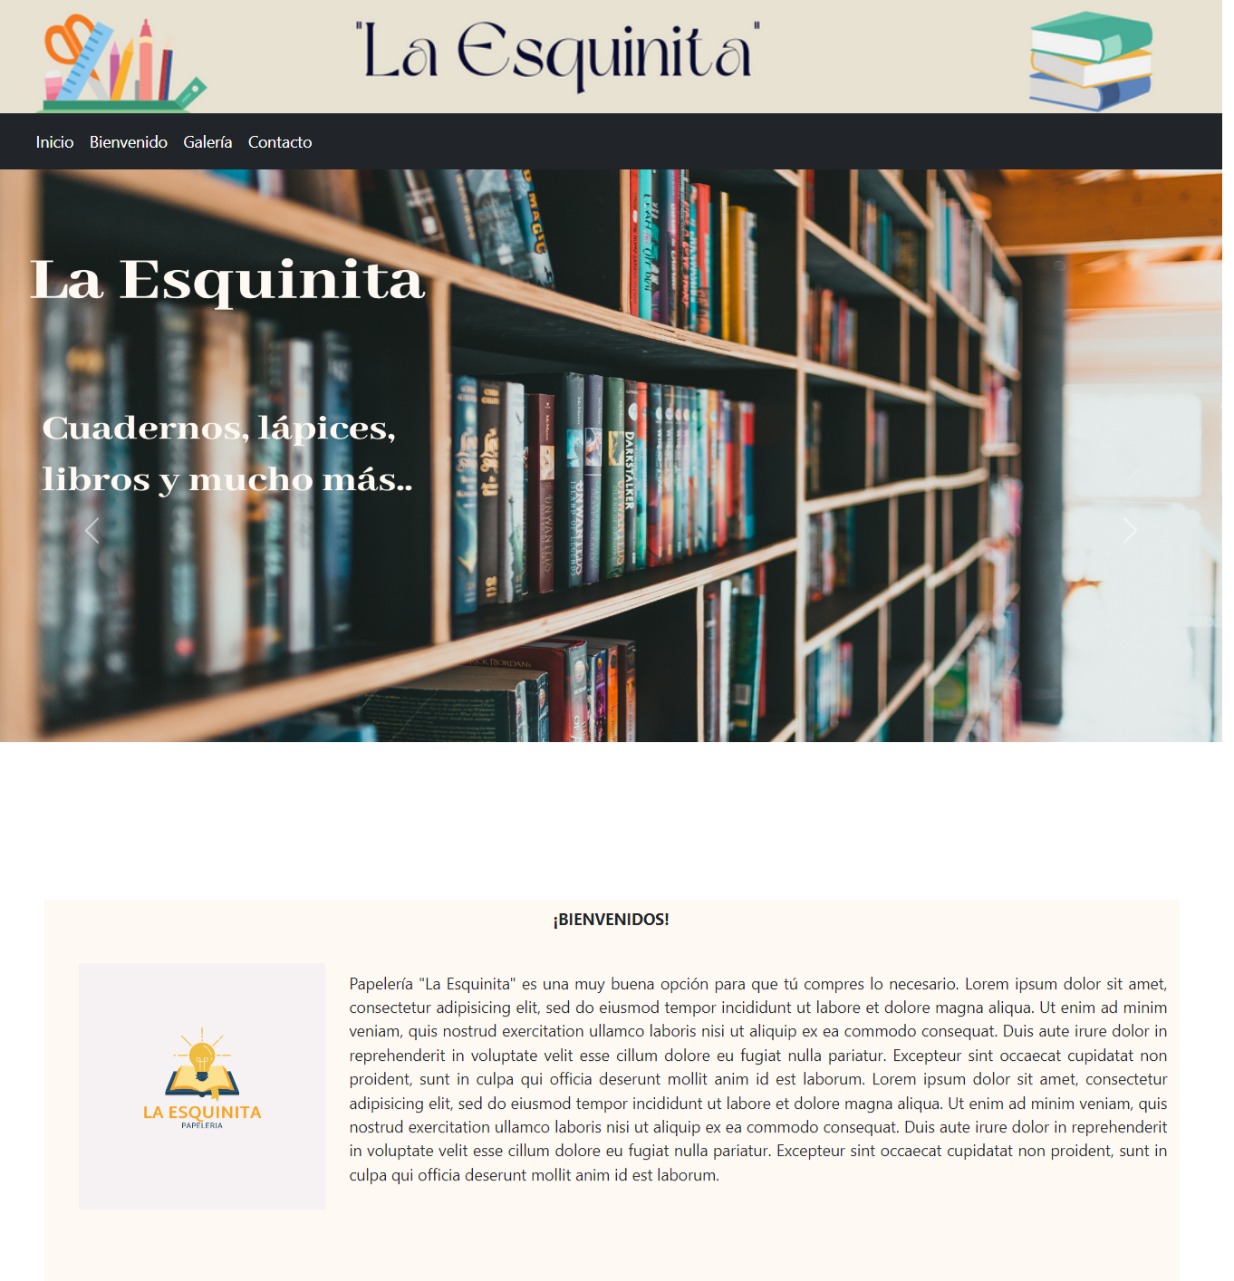 "La Esquinita"
Inicio Bienvenido Galería Contacto
MAGIC
La Esquinita
Cuadernos, lápices,
libros y mucho más..
DARKSTALKER
UNWANTEDS
¡BIENVENIDOS!
Papelería "La Esquinita" es una muy buena opción para que tú compres lo necesario. Lorem ipsum dolor sit amet,
consectetur adipisicing elit, sed do eiusmod tempor incididunt ut labore et dolore magna aliqua. Ut enim ad minim
veniam, quis nostrud exercitation ullamco laboris nisi ut aliquip ex ea commodo consequat. Duis aute irure dolor in
reprehenderit in voluptate velit esse cillum dolore eu fugiat nulla pariatur. Excepteur sint occaecat cupidatat non
proident, sunt in culpa qui officia deserunt mollit anim id est laborum. Lorem ipsum dolor sit amet, consectetur
adipisicing elit, sed do eiusmod tempor incididunt ut labore et dolore magna aliqua. Ut enim ad minim veniam, quis
nostrud exercitation ullamco laboris nisi ut aliquip ex ea commodo consequat. Duis aute irure dolor in reprehenderit
in voluptate velit esse cillum dolore eu fugiat nulla pariatur. Excepteur sint occaecat cupidatat non proident, sunt in
culpa qui officia deserunt mollit anim id est laborum.
LA ESQUINITA
PAPELERIA